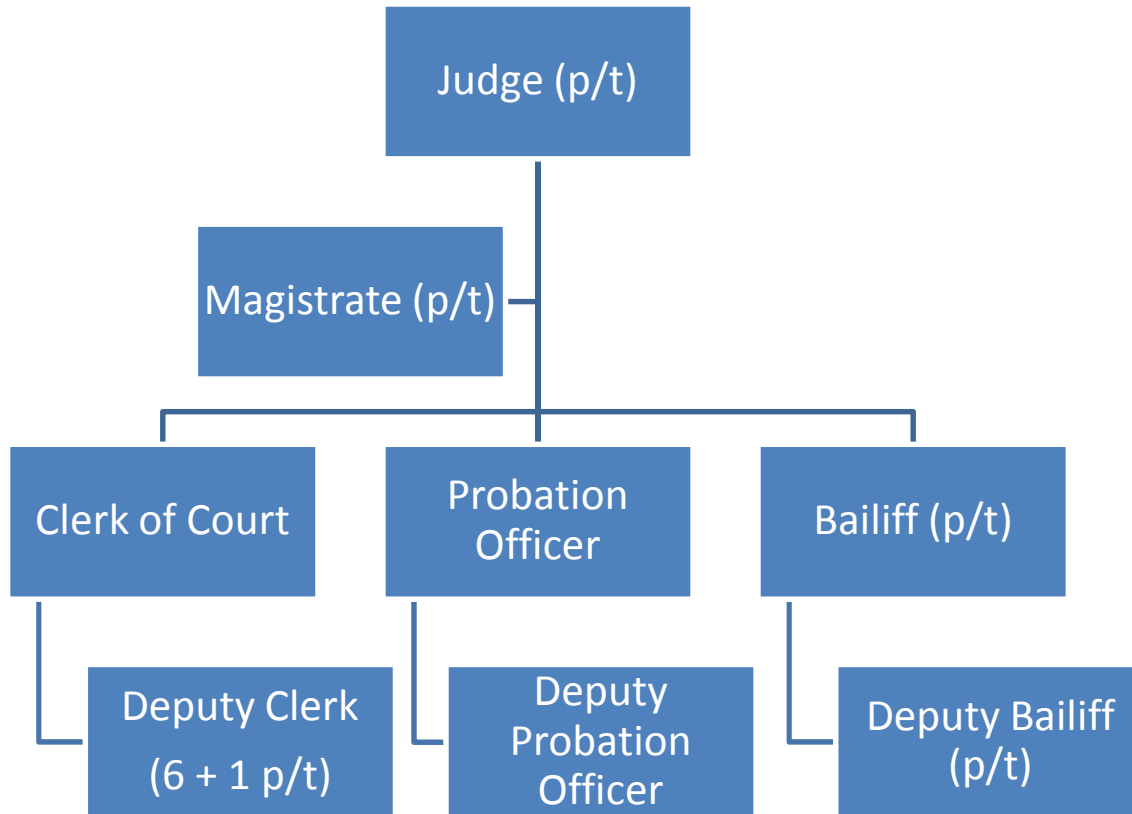 Judge (p/t)
Magistrate (p/t)
Clerk of Court
Probation
Officer
Bailiff (p/t)
Deputy Clerk
(6 + 1 p/t)
Deputy
Probation
Officer
Deputy Bailiff
(p/t)